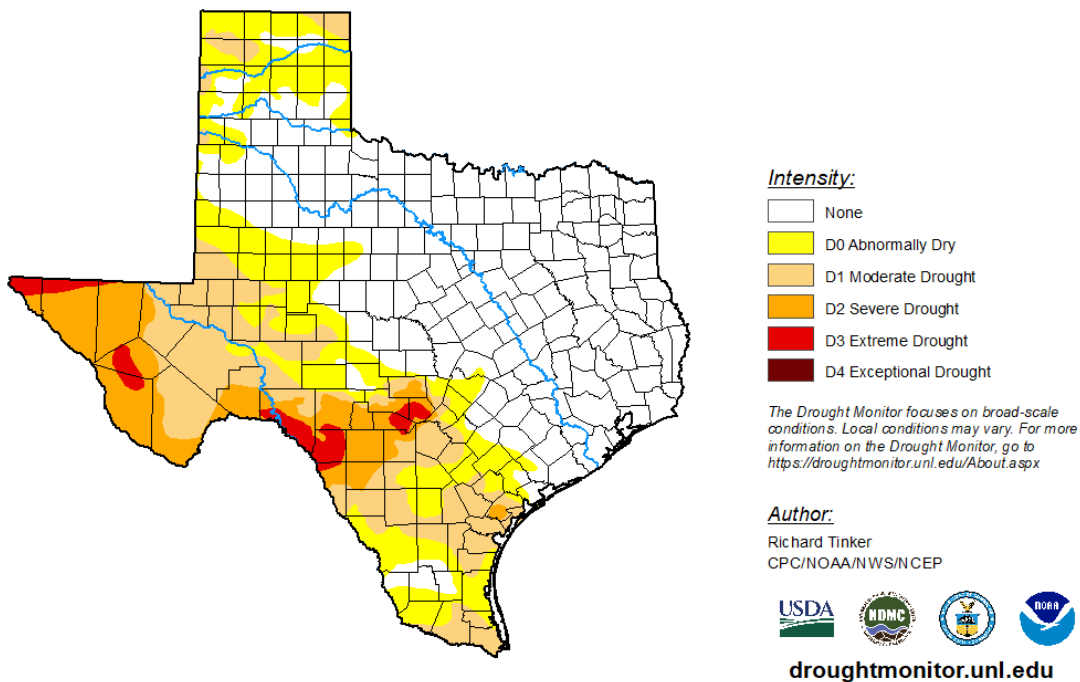 Intensity:
None
D0 Abnormally Dry
D1 Moderate Drought
D2 Severe Drought
D3 Extreme Drought
D4 Exceptional Drought
The Drought Monitor focuses on broad-scale
conditions. Local conditions may vary. For more
information on the Drought Monitor, go to
https://droughtmonitor.unl.edu/About.aspx
Author:
Richard Tinker
CPC/NOAA/NWS/NCEP
USDA
NDMC
NOAA
droughtmonitor.unl.edu